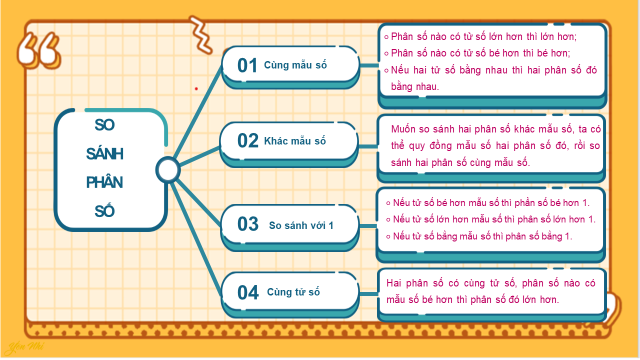 SO
SÁNH
PHÂN
SỐ
01 Cùng mẫu số
Phân số nào có tử số lớn hơn thì lớn hơn;
Phân số nào có tử số bé hơn thì bé hơn;
Nếu hai tử số bằng nhau thì hai phân số đó
bằng nhau.
02 Khác mẫu số
Muốn so sánh hai phân số khác mẫu số, ta có
thể quy đồng mẫu số hai phân số đó, rồi so
sánh hai phân số cùng mẫu số.
03 So sánh với 1
Nếu tử số bé hơn mẫu số thì phần số bé hơn 1.
Nếu tử số lớn hơn mẫu số thì phân số lớn hơn 1.
Nếu tử số bằng mẫu số thì phân số bằng 1.
04 Cùng tử số
Hai phân số có cùng tử số, phân số nào có
mẫu số bé hơn thì phân số đó lớn hơn.